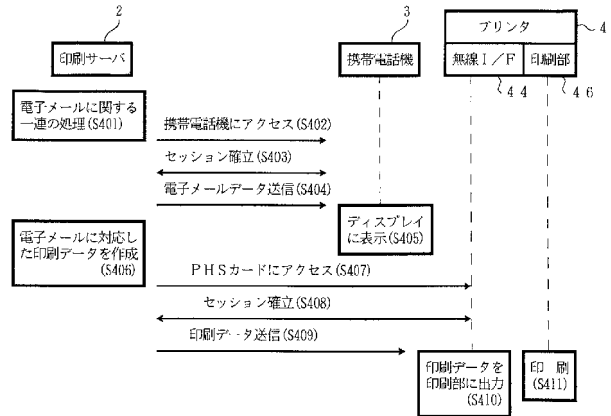 2
3
4
プリンタ
印刷サーバ
携帯電話機
無線I/F
印刷部
44
46
電子メールに関する
一連の処理(S401)
携帯電話機にアクセス(S402)
セッション確立(S403)
電子メールデータ送信(S404)
ディスプレイ
に表示(S405)
電子メールに対応し
た印刷データを作成
(S406)
PHSカードにアクセス(S407)
セッション確立(S408)
印刷データ送信(S409)
印刷データを
印刷部に出力
(S410)
印 刷
(S411)